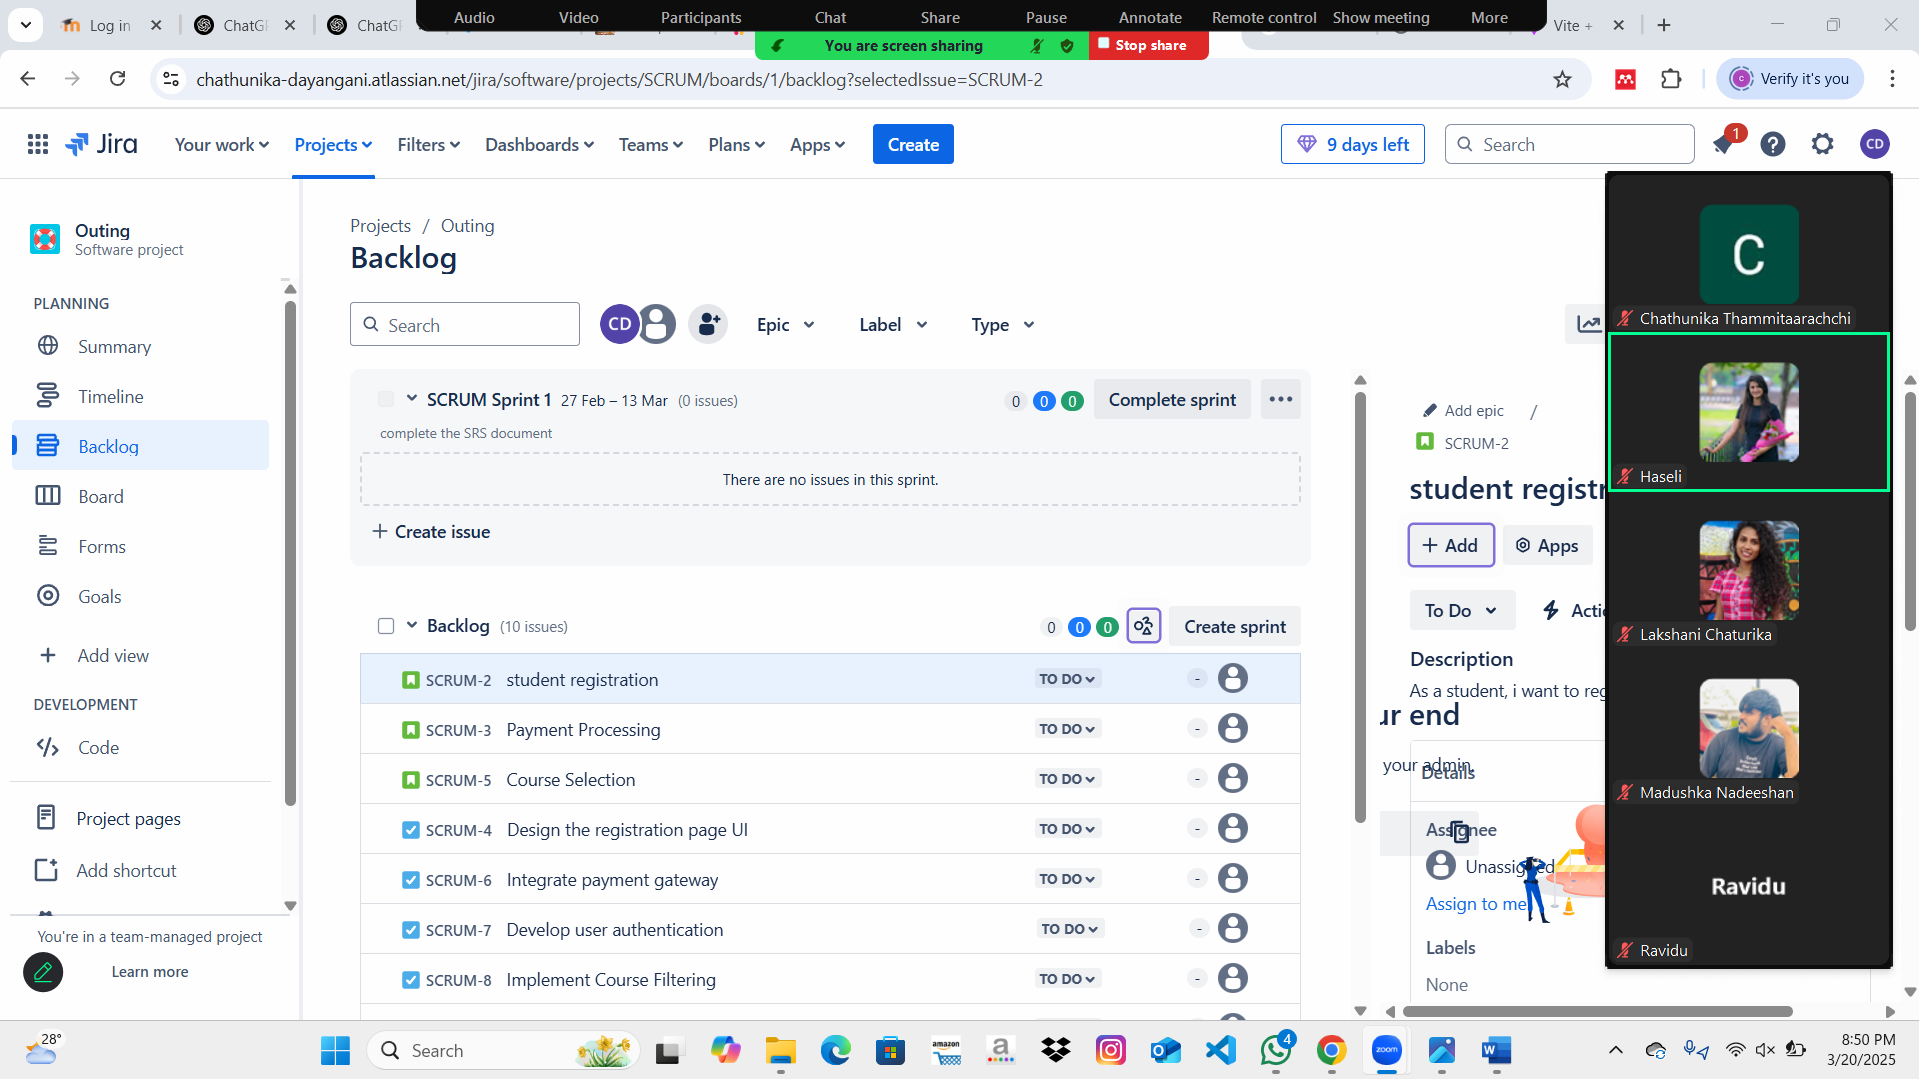 Audio
Video
Participants
Chat
Share
Pause
Annotate
Remote control
Show meeting
More
Log in
ChatGP
ChatGP
You are screen sharing
Stop share
Vite +
chathunika-dayangani.atlassian.net/jira/software/projects/SCRUM/boards/1/backlog?selectedIssue=SCRUM-2
Verify it's you
Jira
Your work
Projects
Filters
Dashboards
Teams
Plans
Apps
Create
9 days left
Search
1
CD
Outing
Software project
PLANNING
Summary
Timeline
Backlog
Board
Forms
Goals
Add view
DEVELOPMENT
Code
Project pages
Add shortcut
You're in a team-managed project
Learn more
Projects / Outing
Backlog
Search
CD
Epic
Label
Type
SCRUM Sprint 1 27 Feb – 13 Mar (0 issues)
0 0 0
Complete sprint
complete the SRS document
There are no issues in this sprint.
+ Create issue
Backlog (10 issues)
0 0 0
Create sprint
SCRUM-2 student registration TO DO -
SCRUM-3 Payment Processing TO DO -
SCRUM-5 Course Selection TO DO -
SCRUM-4 Design the registration page UI TO DO -
SCRUM-6 Integrate payment gateway TO DO -
SCRUM-7 Develop user authentication TO DO -
SCRUM-8 Implement Course Filtering TO DO -
Add epic /
SCRUM-2
student registr
+ Add
Apps
To Do
Actio
Description
As a student, i want to reg
ur end
your admin.
Details
Assignee
Unassigned
Assign to me
Labels
None
C
Chathunika Thammitaarachchi
Haseli
Lakshani Chaturika
Madushka Nadeeshan
Ravidu
Ravidu
28°
Search
amazon
a
zoom
W
4
8:50 PM
3/20/2025